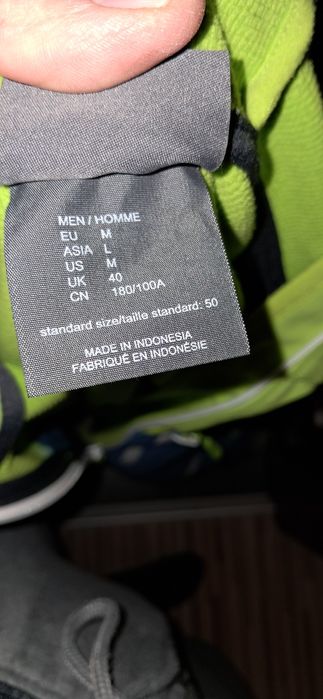 MEN / HOMME
EU M
ASIA L
US M
UK 40
CN 180/100A
standard size/taille standard: 50
MADE IN INDONESIA
FABRIQUÉ EN INDONÉSIE